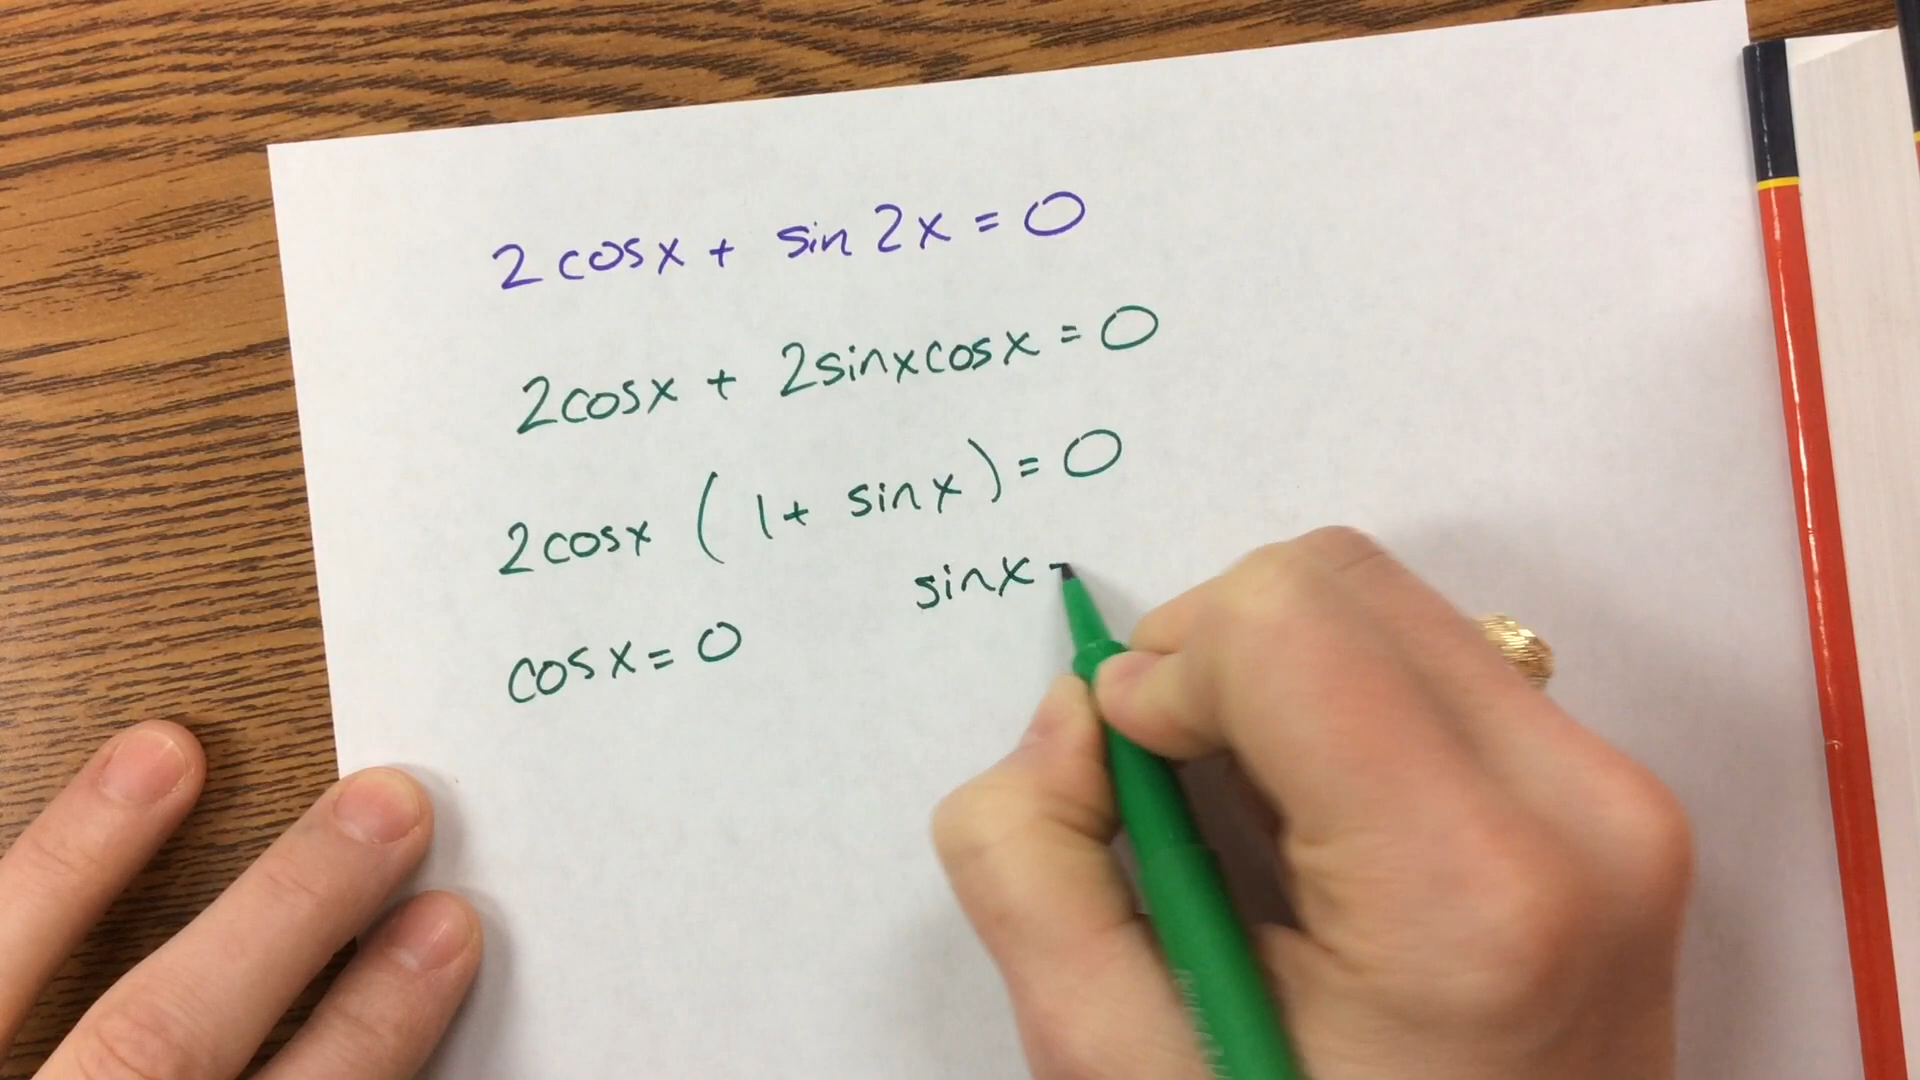 2cosx + sin2x = 0
2cosx + 2sinxcosx = 0
2cosx (1 + sinx) = 0
sinx -
cosx = 0